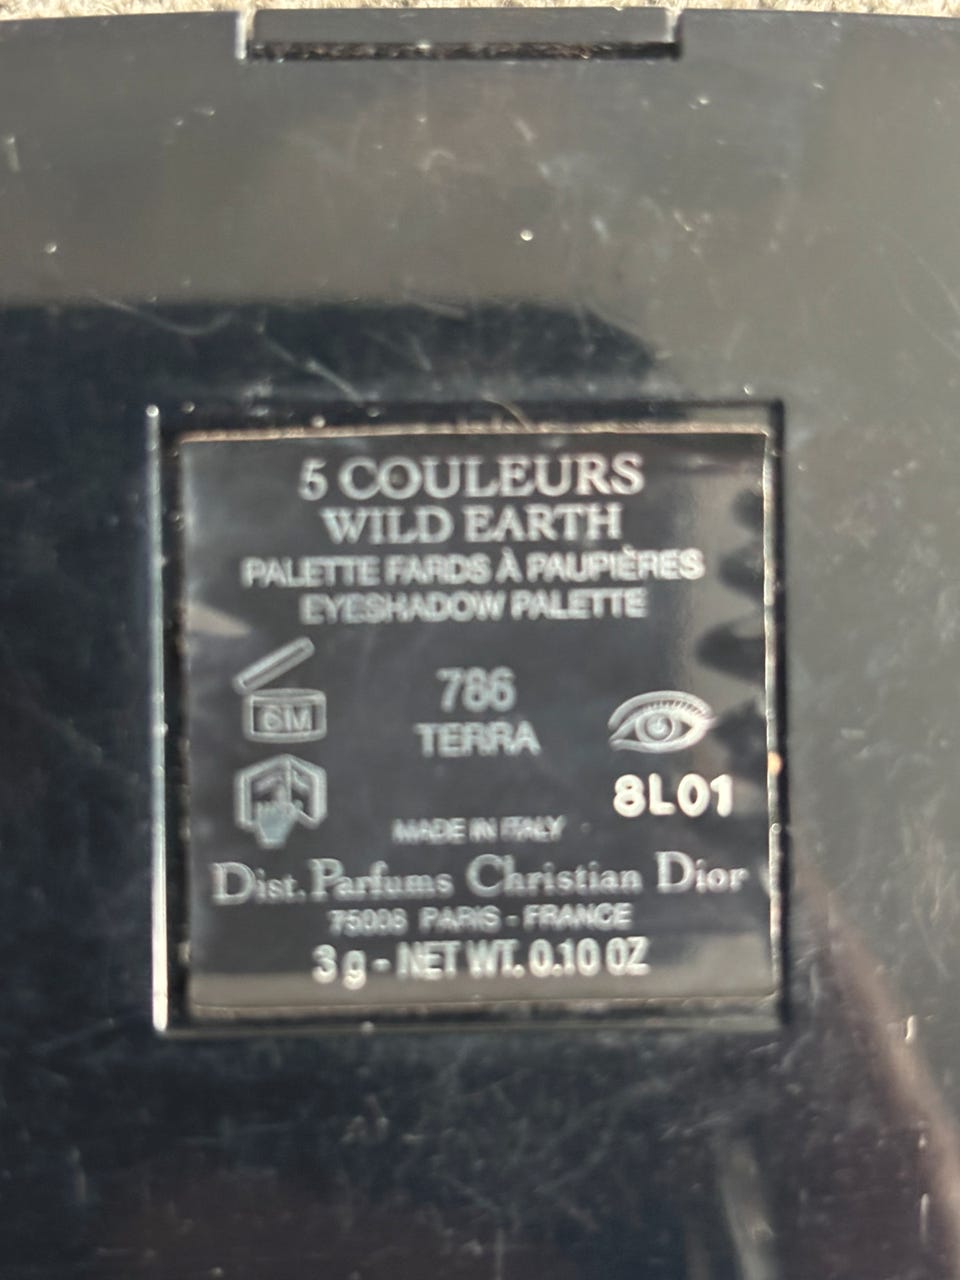 5 COULEURS
WILD EARTH
PALETTE FARDS À PAUPIÈRES
EYESHADOW PALETTE
786
TERRA
6M
8L01
MADE IN ITALY
Dist. Parfums Christian Dior
75008 PARIS - FRANCE
3 g - NET WT. 0.10 OZ